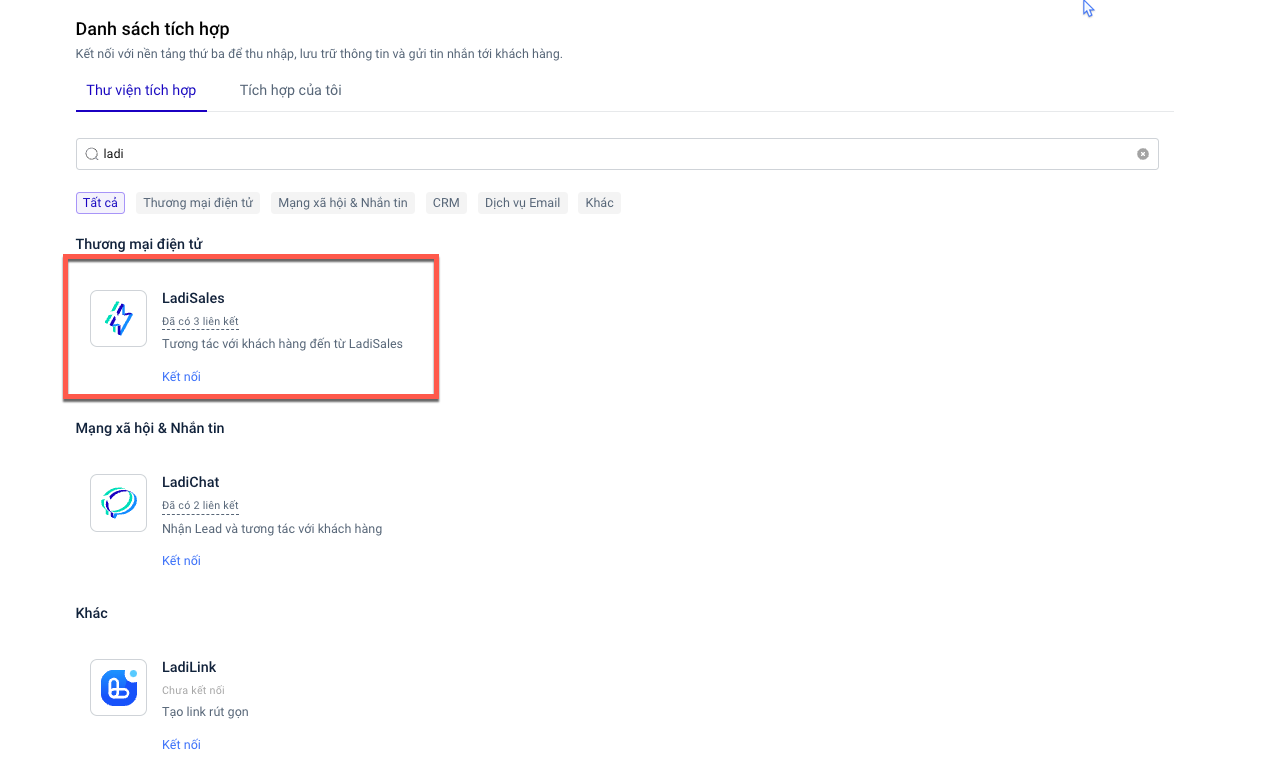 Danh sách tích hợp
Kết nối với nền tảng thứ ba để thu nhập, lưu trữ thông tin và gửi tin nhắn tới khách hàng.
Thư viện tích hợp Tích hợp của tôi
ladi
Tất cả Thương mại điện tử Mạng xã hội & Nhắn tin CRM Dịch vụ Email Khác
Thương mại điện tử
LadiSales
Đã có 3 liên kết
Tương tác với khách hàng đến từ LadiSales
Kết nối
Mạng xã hội & Nhắn tin
LadiChat
Đã có 2 liên kết
Nhận Lead và tương tác với khách hàng
Kết nối
Khác
LadiLink
Chưa kết nối
Tạo link rút gọn
Kết nối